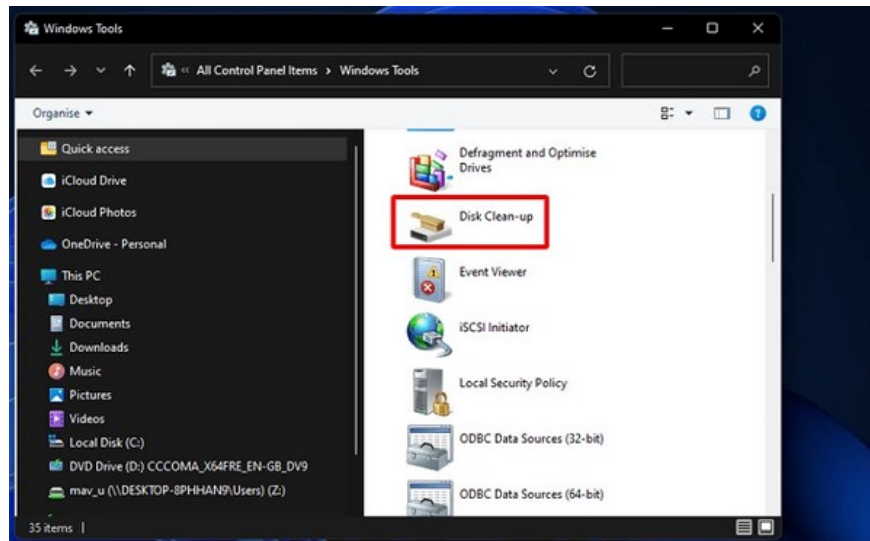 Windows Tools
« All Control Panel Items > Windows Tools
Organise
Quick access
iCloud Drive
iCloud Photos
OneDrive - Personal
This PC
Desktop
Documents
Downloads
Music
Pictures
Videos
Local Disk (C:)
DVD Drive (D:) CCCOMA_X64FRE_EN-GB_DV9
mav_u (\\DESKTOP-8PHHAN9\Users) (Z:)
Defragment and Optimise
Drives
Disk Clean-up
Event Viewer
iSCSI Initiator
Local Security Policy
ODBC Data Sources (32-bit)
ODBC Data Sources (64-bit)
35 items